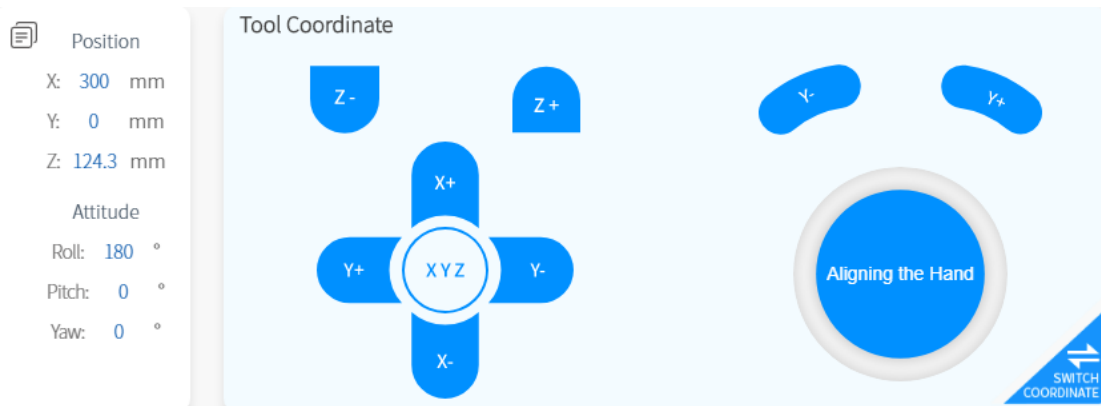 Position
X: 300 mm
Y: 0 mm
Z: 124.3 mm
Attitude
Roll: 180 °
Pitch: 0 °
Yaw: 0 °
Tool Coordinate
Z -
Z +
X+
Y+
X Y Z
Y-
X-
Y-
Y+
Aligning the Hand
SWITCH
COORDINATE